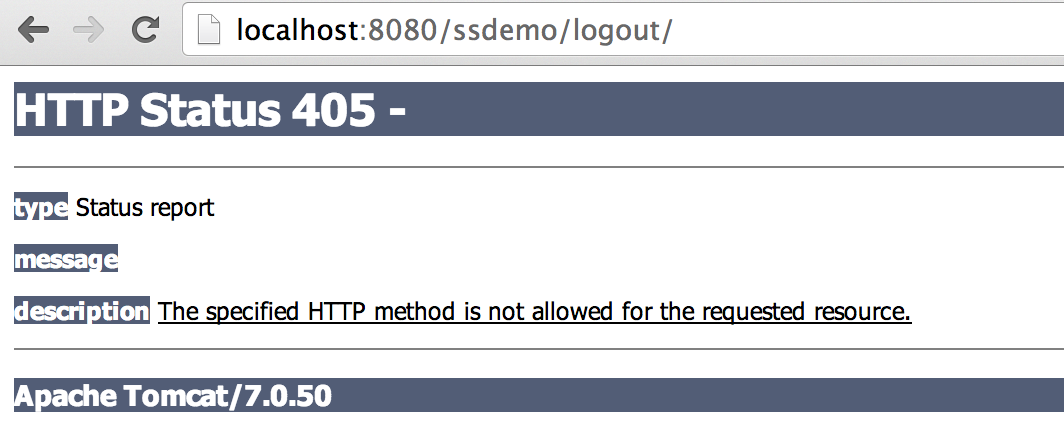 localhost:8080/ssdemo/logout/
HTTP Status 405 -
type Status report
message
description The specified HTTP method is not allowed for the requested resource.
Apache Tomcat/7.0.50